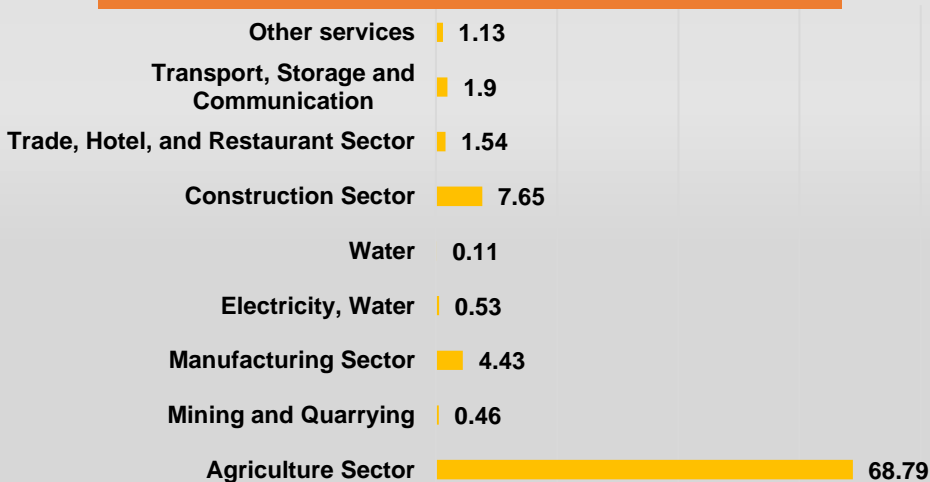 Other services 1.13
Transport, Storage and
Communication 1.9
Trade, Hotel, and Restaurant Sector 1.54
Construction Sector 7.65
Water 0.11
Electricity, Water 0.53
Manufacturing Sector 4.43
Mining and Quarrying 0.46
Agriculture Sector 68.79